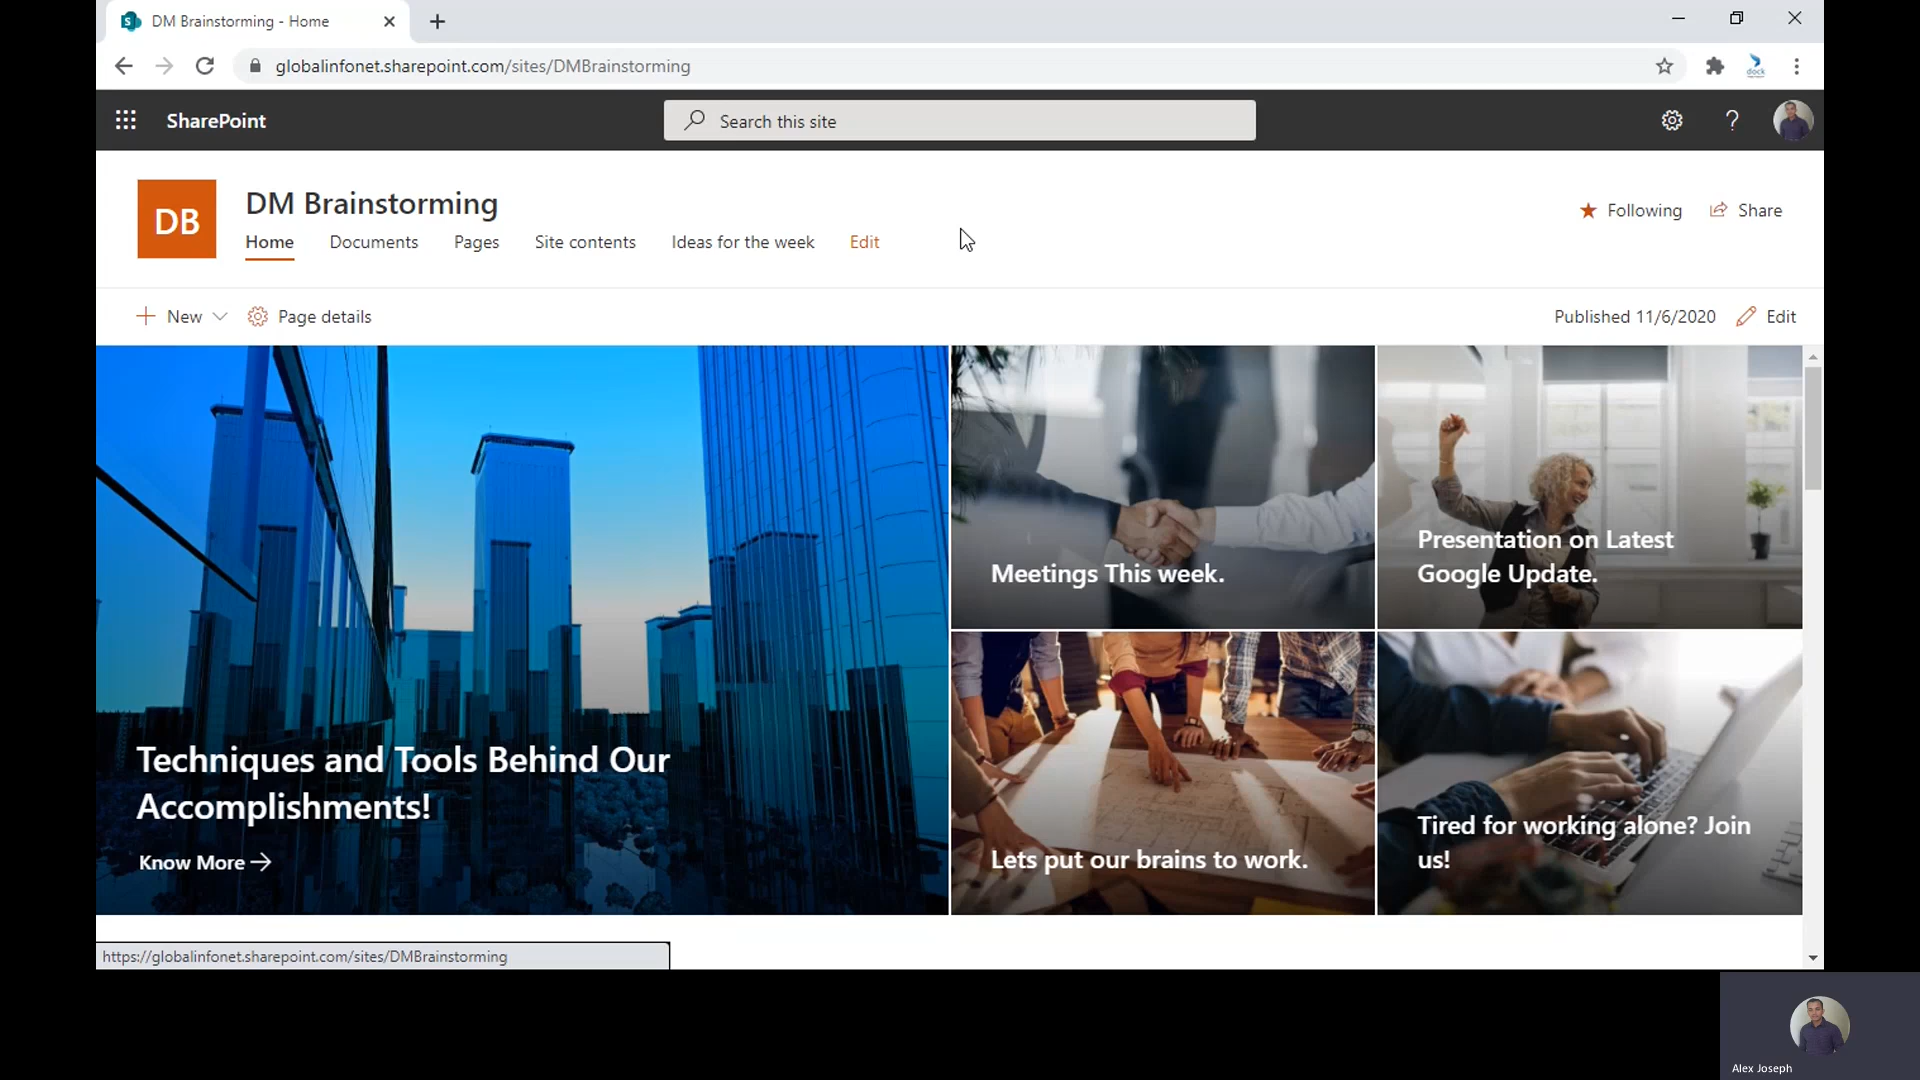 DM Brainstorming - Home
globalinfonet.sharepoint.com/sites/DMBrainstorming
dock
SharePoint
Search this site
DB
DM Brainstorming
Following
Share
Home
Documents
Pages
Site contents
Ideas for the week
Edit
New
Page details
Published 11/6/2020
Edit
Techniques and Tools Behind Our
Accomplishments!
Know More
Meetings This week.
Presentation on Latest
Google Update.
Lets put our brains to work.
Tired for working alone? Join
us!
https://globalinfonet.sharepoint.com/sites/DMBrainstorming
Alex Joseph